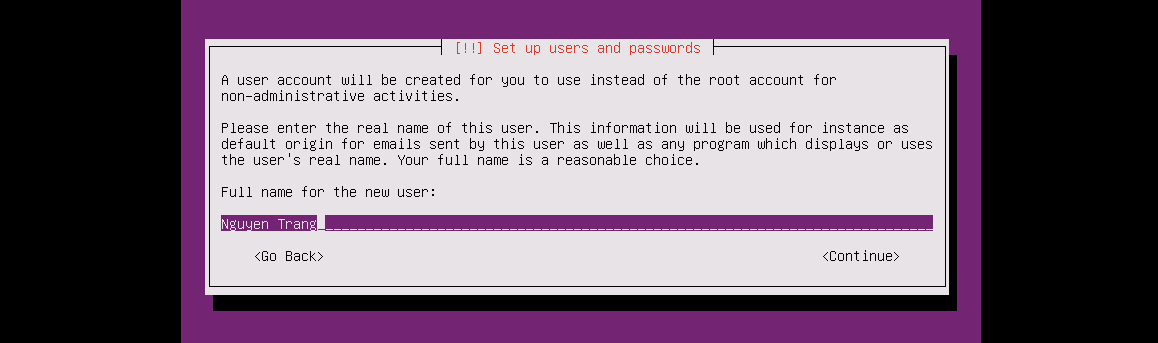 [!!] Set up users and passwords
A user account will be created for you to use instead of the root account for
non-administrative activities.
Please enter the real name of this user. This information will be used for instance as
default origin for emails sent by this user as well as any program which displays or uses
the user's real name. Your full name is a reasonable choice.
Full name for the new user:
Nguyen Trang
<Go Back> <Continue>